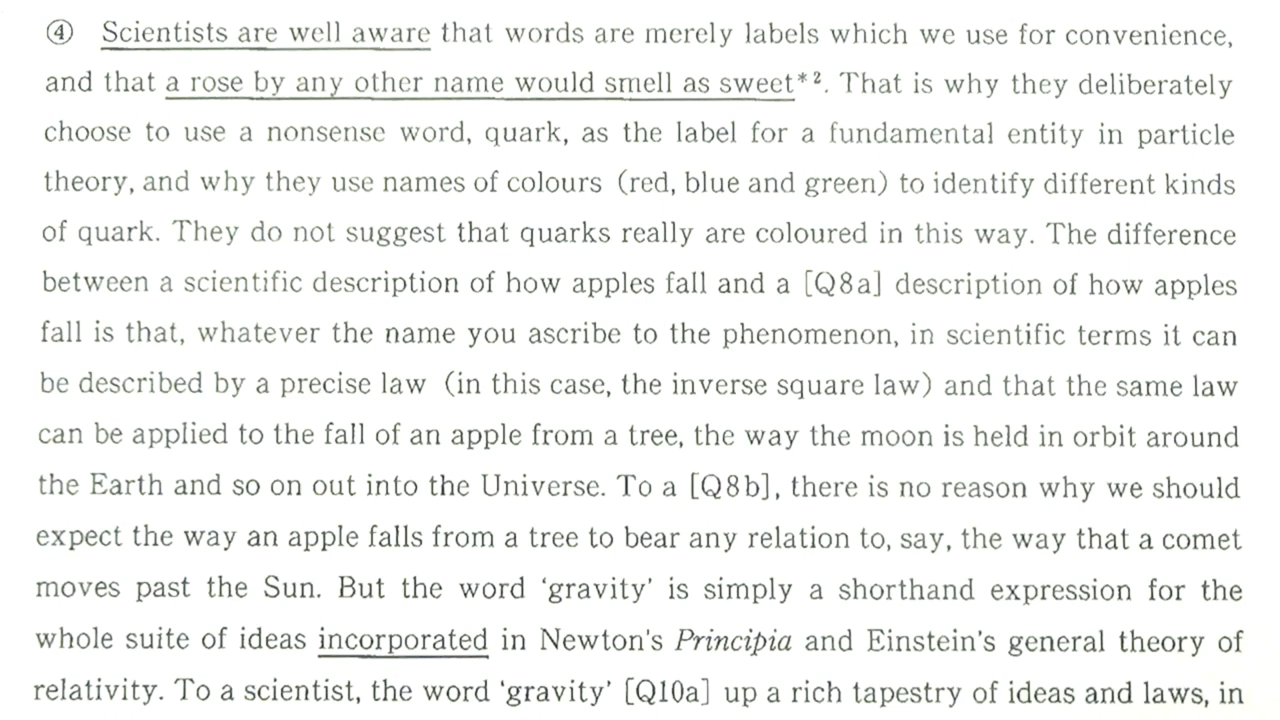 ④ Scientists are well aware that words are merely labels which we use for convenience,
and that a rose by any other name would smell as sweet*². That is why they deliberately
choose to use a nonsense word, quark, as the label for a fundamental entity in particle
theory, and why they use names of colours (red, blue and green) to identify different kinds
of quark. They do not suggest that quarks really are coloured in this way. The difference
between a scientific description of how apples fall and a [Q8a] description of how apples
fall is that, whatever the name you ascribe to the phenomenon, in scientific terms it can
be described by a precise law (in this case, the inverse square law) and that the same law
can be applied to the fall of an apple from a tree, the way the moon is held in orbit around
the Earth and so on out into the Universe. To a [Q8b], there is no reason why we should
expect the way an apple falls from a tree to bear any relation to, say, the way that a comet
moves past the Sun. But the word ‘gravity’ is simply a shorthand expression for the
whole suite of ideas incorporated in Newton's Principia and Einstein's general theory of
relativity. To a scientist, the word ‘gravity’ [Q10a] up a rich tapestry of ideas and laws, in